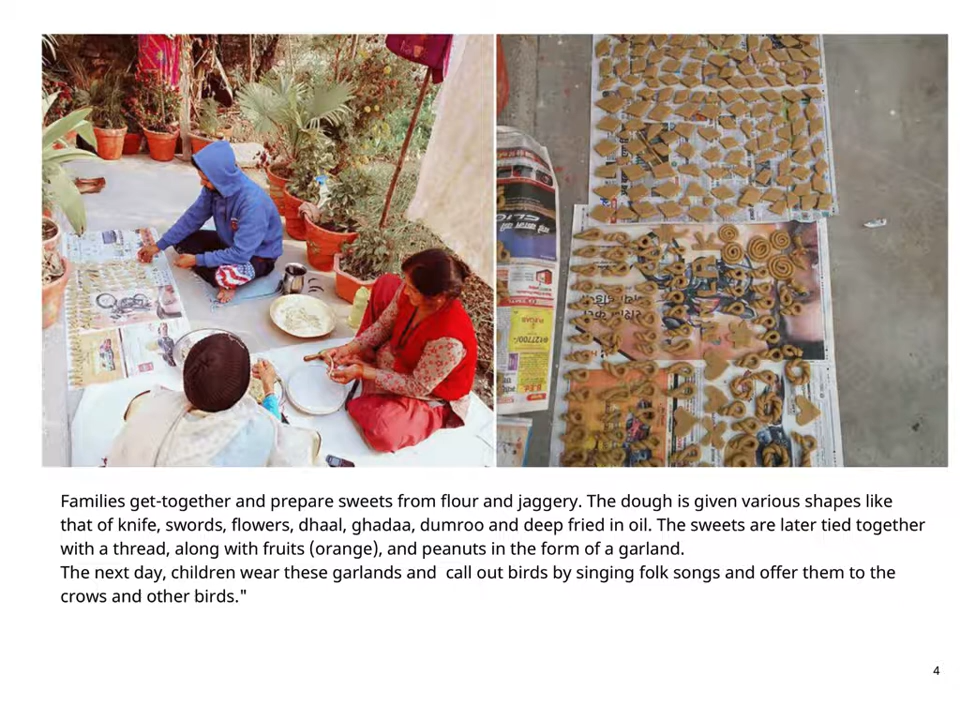 Families get-together and prepare sweets from flour and jaggery. The dough is given various shapes like
that of knife, swords, flowers, dhaal, ghadaa, dumroo and deep fried in oil. The sweets are later tied together
with a thread, along with fruits (orange), and peanuts in the form of a garland.
The next day, children wear these garlands and  call out birds by singing folk songs and offer them to the
crows and other birds."
4